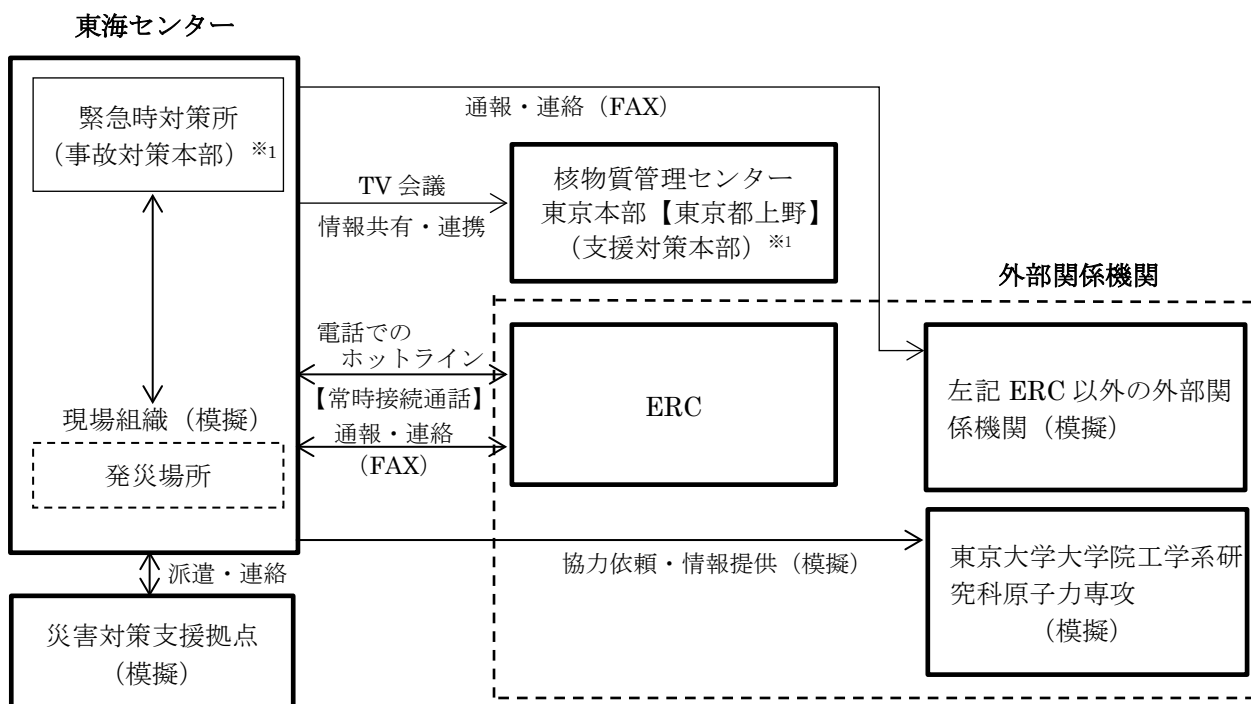 東海センター
緊急時対策所
（事故対策本部）※1
現場組織（模擬）
発災場所
通報・連絡（FAX）
TV 会議
情報共有・連携
核物質管理センター
東京本部【東京都上野】
（支援対策本部）※1
外部関係機関
電話での
ホットライン
【常時接続通話】
通報・連絡
（FAX）
ERC
左記 ERC 以外の外部関
係機関（模擬）
協力依頼・情報提供（模擬）
東京大学大学院工学系研
究科原子力専攻
（模擬）
派遣・連絡
災害対策支援拠点
（模擬）